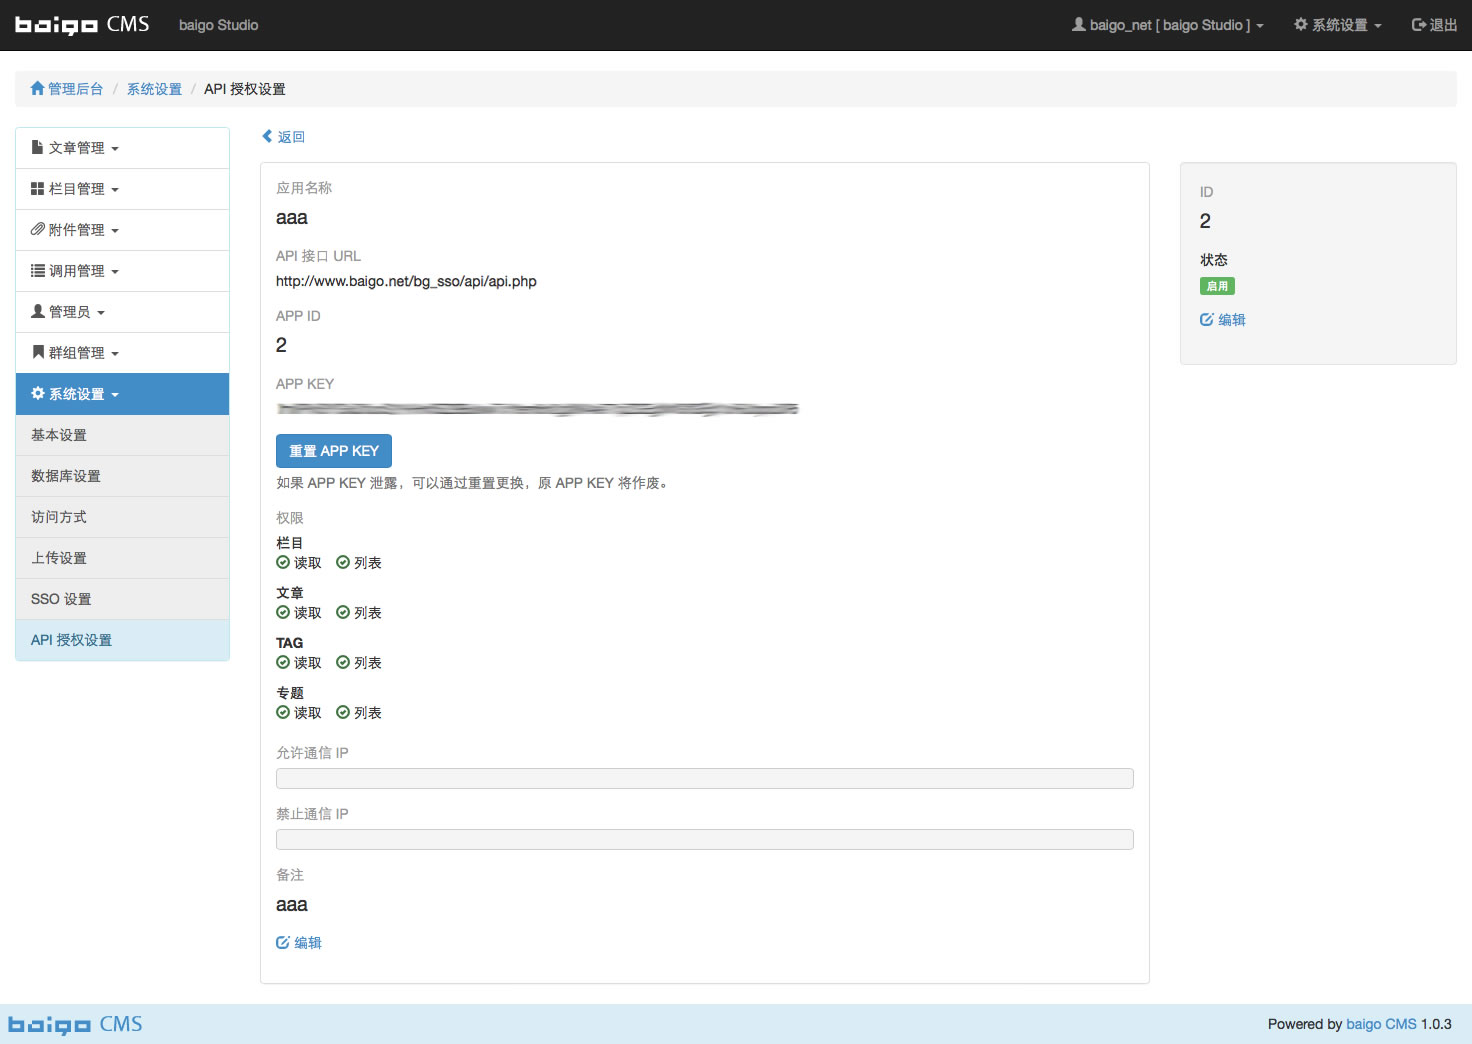 baigo CMS baigo Studio baigo_net [ baigo Studio ] 系统设置 退出
管理后台 / 系统设置 / API 授权设置
文章管理
栏目管理
附件管理
调用管理
管理员
群组管理
系统设置
基本设置
数据库设置
访问方式
上传设置
SSO 设置
API 授权设置
返回
应用名称
aaa
API 接口 URL
http://www.baigo.net/bg_sso/api/api.php
APP ID
2
APP KEY
重置 APP KEY
如果 APP KEY 泄露，可以通过重置更换，原 APP KEY 将作废。
权限
栏目
读取 列表
文章
读取 列表
TAG
读取 列表
专题
读取 列表
允许通信 IP
禁止通信 IP
备注
aaa
编辑
ID
2
状态
启用
编辑
baigo CMS Powered by baigo CMS 1.0.3